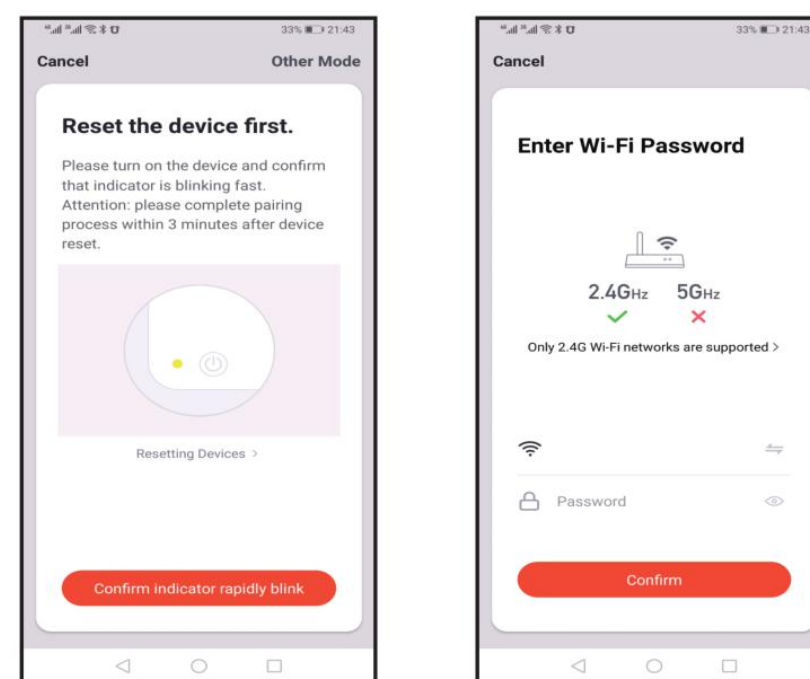 33% 21:43
Cancel Other Mode
Reset the device first.
Please turn on the device and confirm
that indicator is blinking fast.
Attention: please complete pairing
process within 3 minutes after device
reset.
Resetting Devices >
Confirm indicator rapidly blink
33% 21:43
Cancel
Enter Wi-Fi Password
2.4GHz 5GHz
Only 2.4G Wi-Fi networks are supported >
Password
Confirm